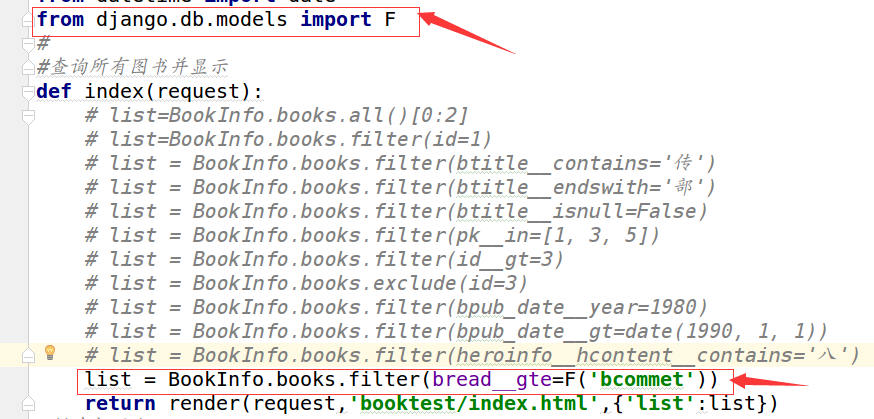 from datetime import date
from django.db.models import F
#
#查询所有图书并显示
def index(request):
    # list=BookInfo.books.all()[0:2]
    # list=BookInfo.books.filter(id=1)
    # list = BookInfo.books.filter(btitle__contains='传')
    # list = BookInfo.books.filter(btitle__endswith='部')
    # list = BookInfo.books.filter(btitle__isnull=False)
    # list = BookInfo.books.filter(pk__in=[1, 3, 5])
    # list = BookInfo.books.filter(id__gt=3)
    # list = BookInfo.books.exclude(id=3)
    # list = BookInfo.books.filter(bpub_date__year=1980)
    # list = BookInfo.books.filter(bpub_date__gt=date(1990, 1, 1))
    # list = BookInfo.books.filter(heroinfo__hcontent__contains='八')
    list = BookInfo.books.filter(bread__gte=F('bcommet'))
    return render(request,'booktest/index.html',{'list':list})